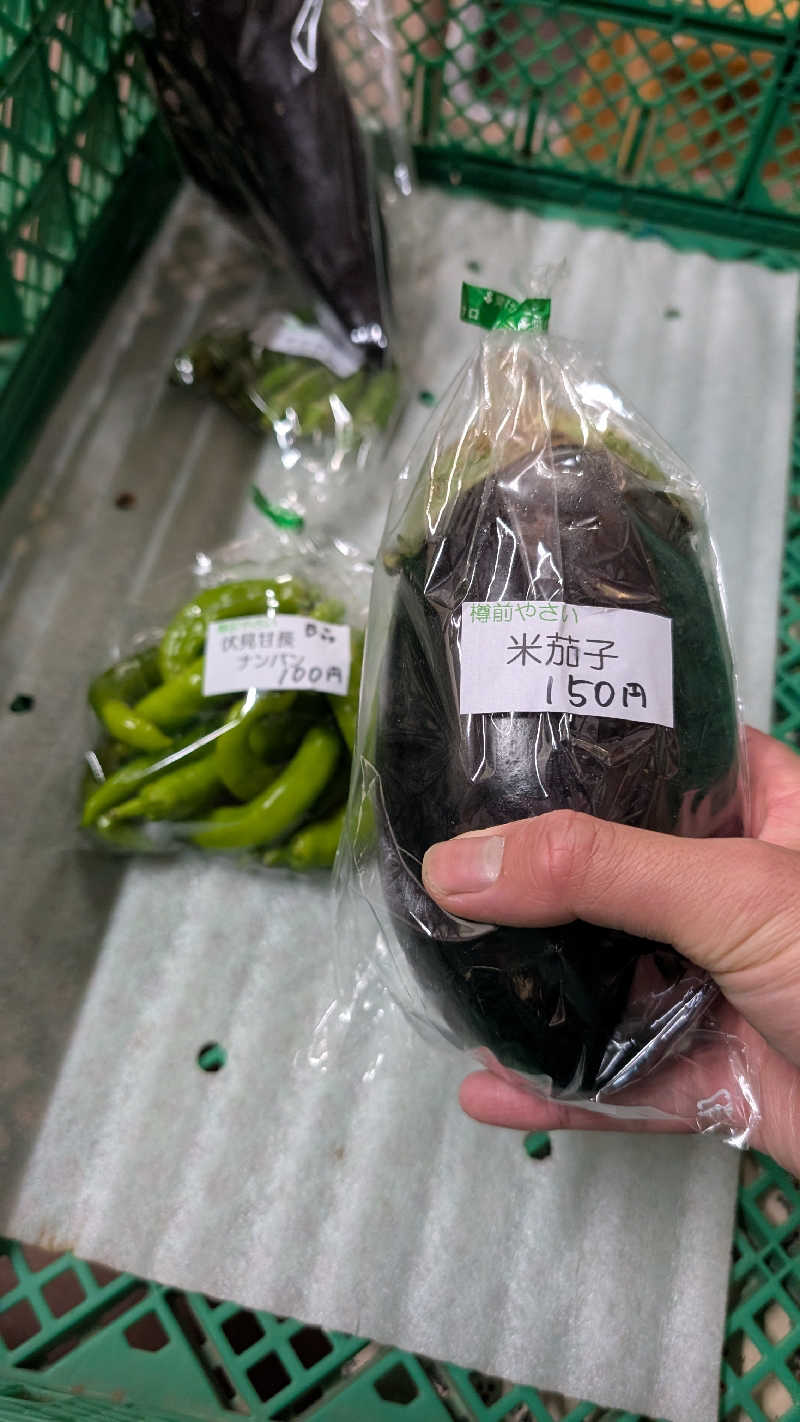 樽前やさい
米茄子
150円
伏見甘長
ナンバン
100円